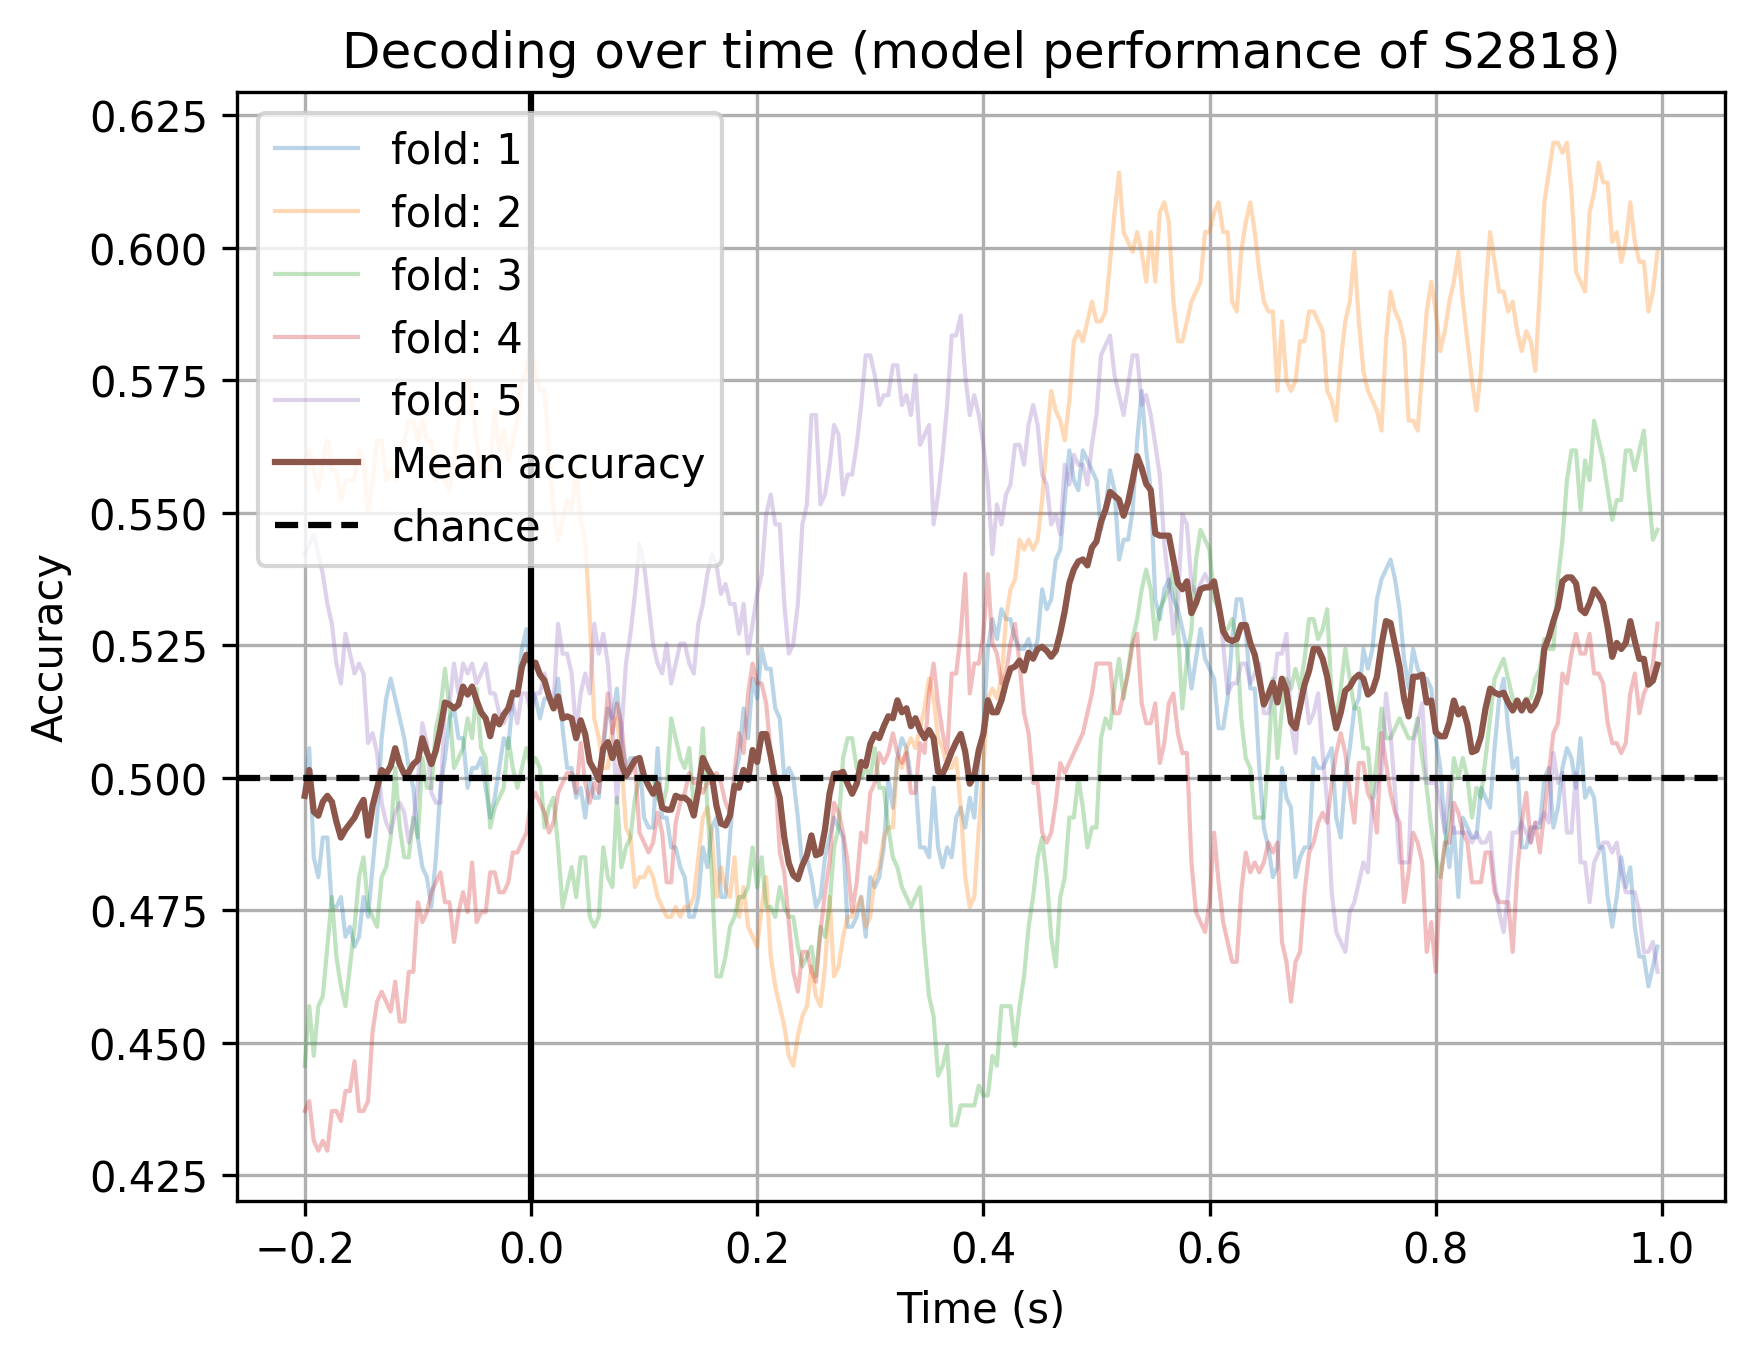 Decoding over time (model performance of S2818)
0.625
0.600
0.575
0.550
0.525
0.500
0.475
0.450
0.425
Accuracy
fold: 1
fold: 2
fold: 3
fold: 4
fold: 5
Mean accuracy
chance
−0.2 0.0 0.2 0.4 0.6 0.8 1.0
Time (s)